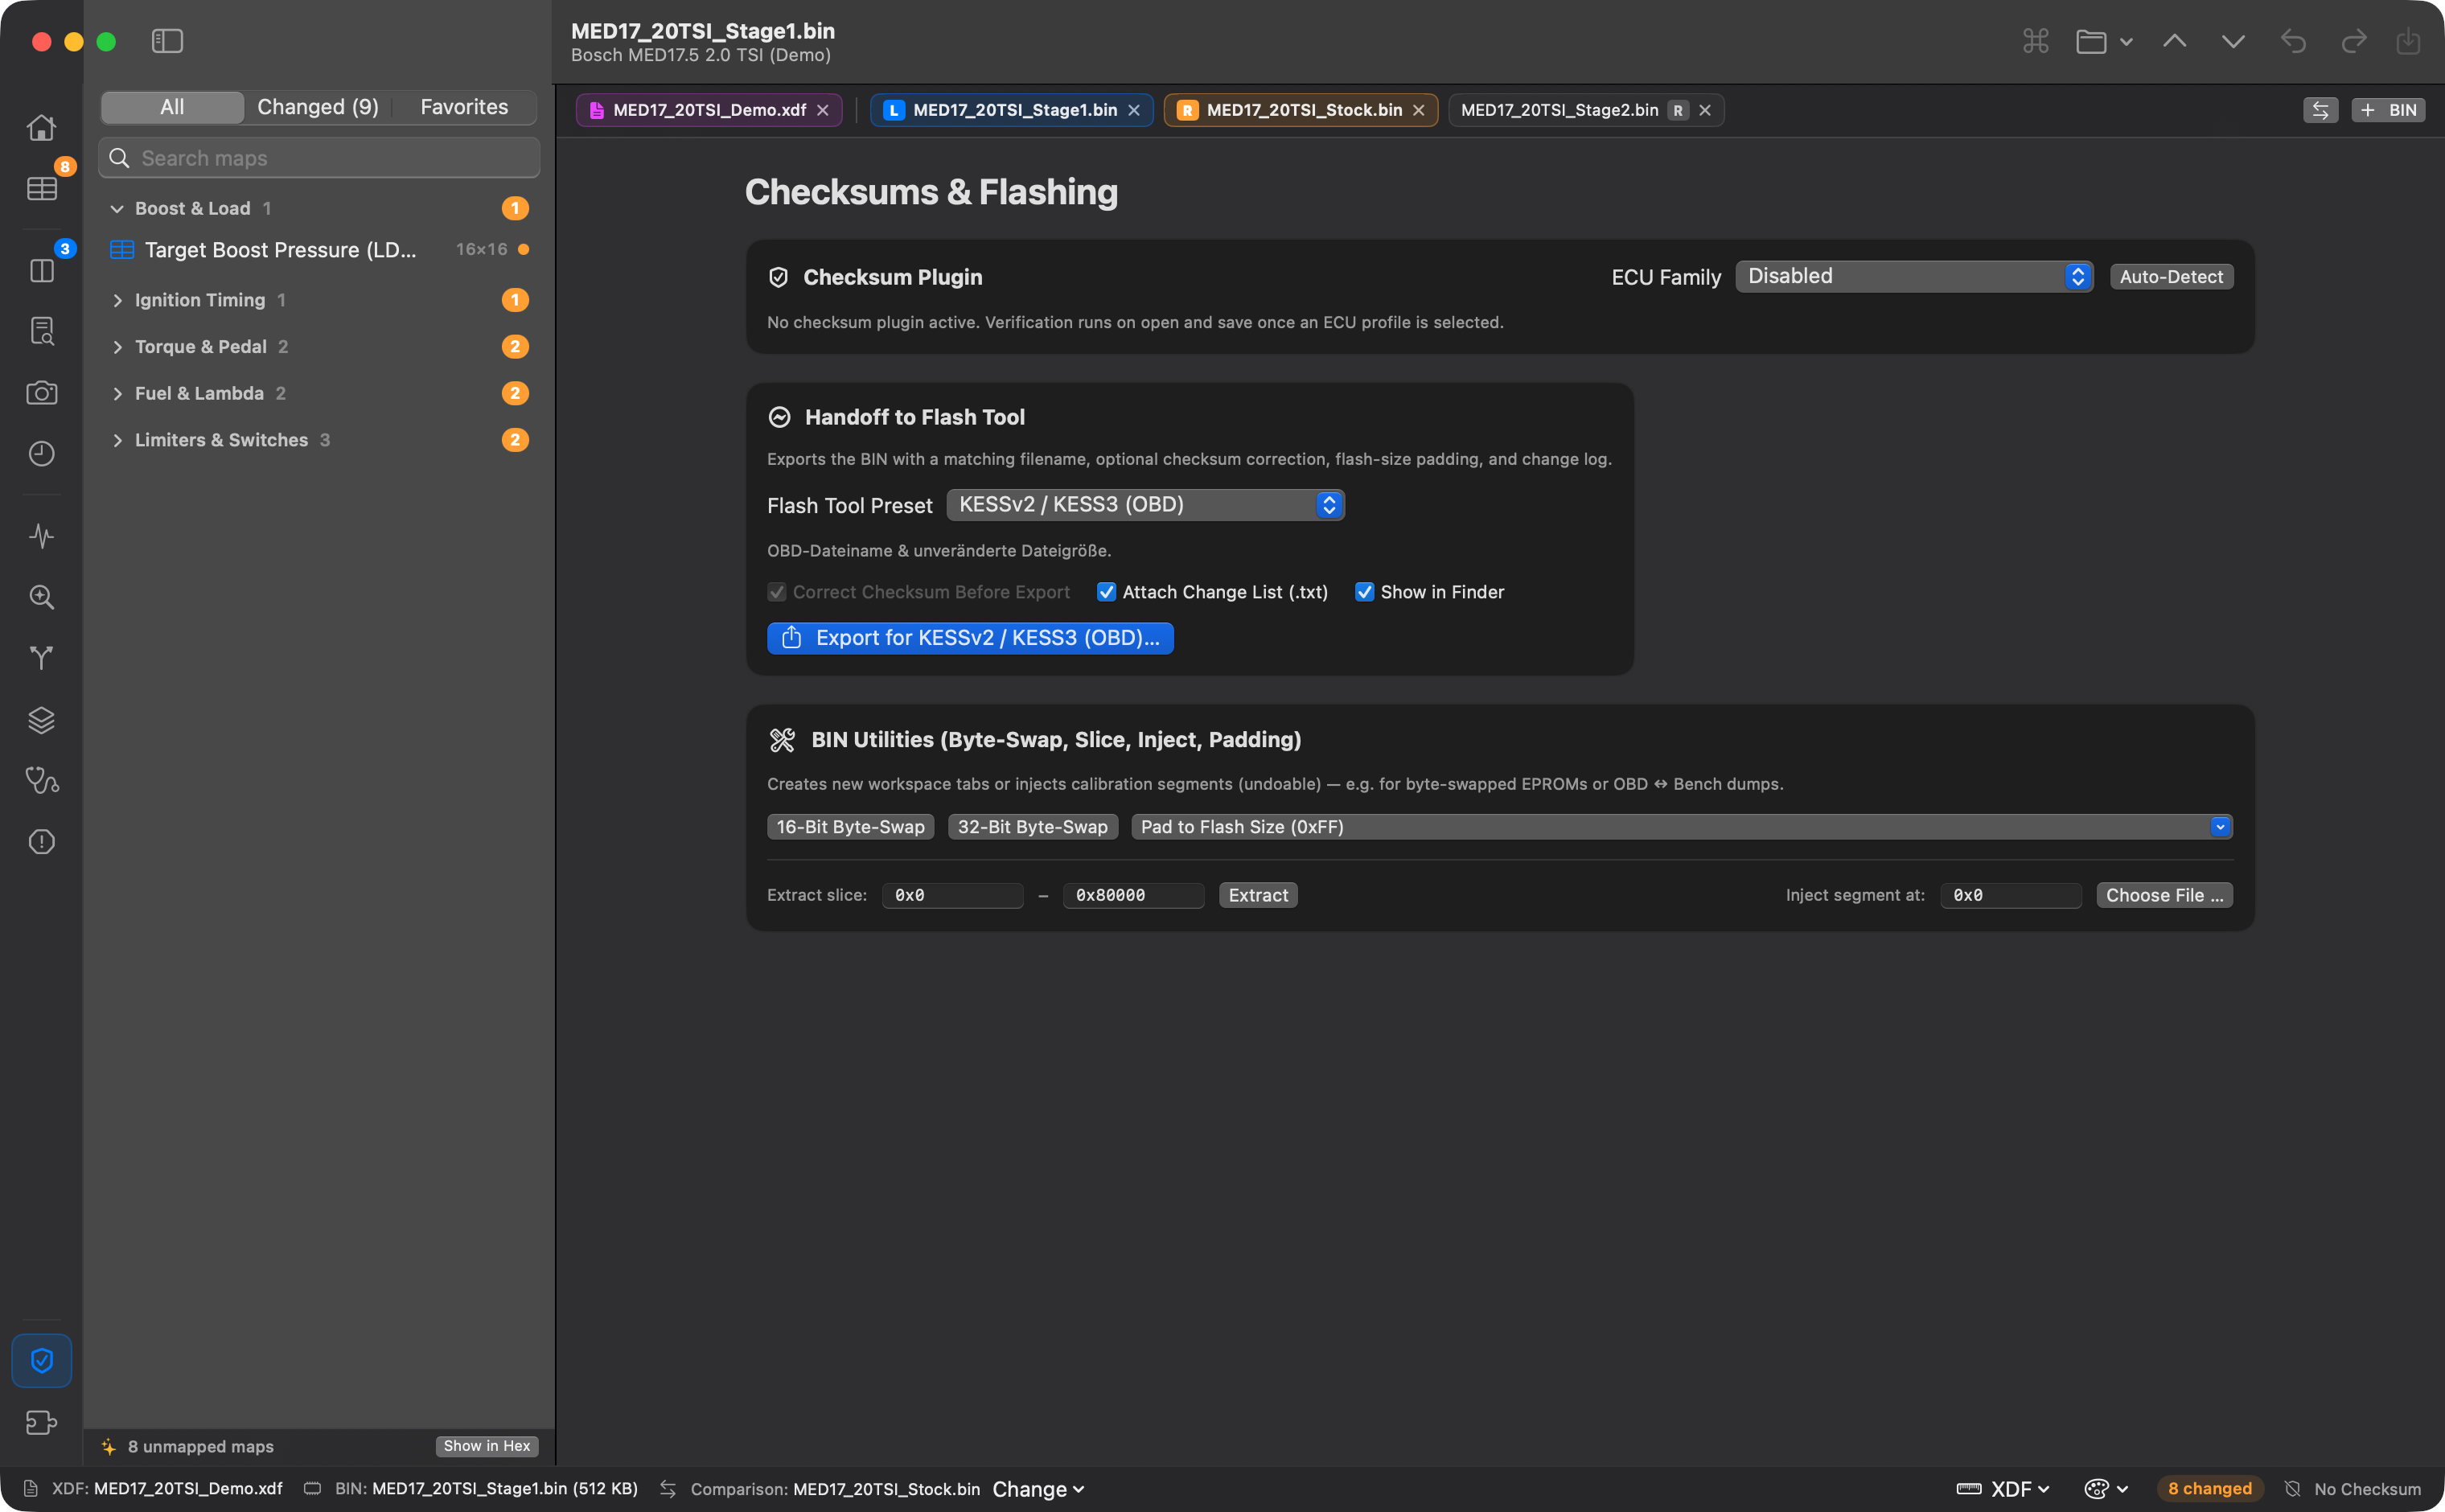 MED17_20TSI_Stage1.bin
Bosch MED17.5 2.0 TSI (Demo)
All Changed (9) Favorites
Search maps
8
3
Boost & Load 1 1
Target Boost Pressure (LD... 16×16
Ignition Timing 1 1
Torque & Pedal 2 2
Fuel & Lambda 2 2
Limiters & Switches 3 2
8 unmapped maps Show in Hex
MED17_20TSI_Demo.xdf L MED17_20TSI_Stage1.bin R MED17_20TSI_Stock.bin MED17_20TSI_Stage2.bin R BIN
Checksums & Flashing
Checksum Plugin ECU Family Disabled Auto-Detect
No checksum plugin active. Verification runs on open and save once an ECU profile is selected.
Handoff to Flash Tool
Exports the BIN with a matching filename, optional checksum correction, flash-size padding, and change log.
Flash Tool Preset KESSv2 / KESS3 (OBD)
OBD-Dateiname & unveränderte Dateigröße.
Correct Checksum Before Export Attach Change List (.txt) Show in Finder
Export for KESSv2 / KESS3 (OBD)...
BIN Utilities (Byte-Swap, Slice, Inject, Padding)
Creates new workspace tabs or injects calibration segments (undoable) — e.g. for byte-swapped EPROMs or OBD ↔ Bench dumps.
16-Bit Byte-Swap 32-Bit Byte-Swap Pad to Flash Size (0xFF)
Extract slice: 0x0 – 0x80000 Extract Inject segment at: 0x0 Choose File ...
XDF: MED17_20TSI_Demo.xdf BIN: MED17_20TSI_Stage1.bin (512 KB) Comparison: MED17_20TSI_Stock.bin Change XDF 8 changed No Checksum